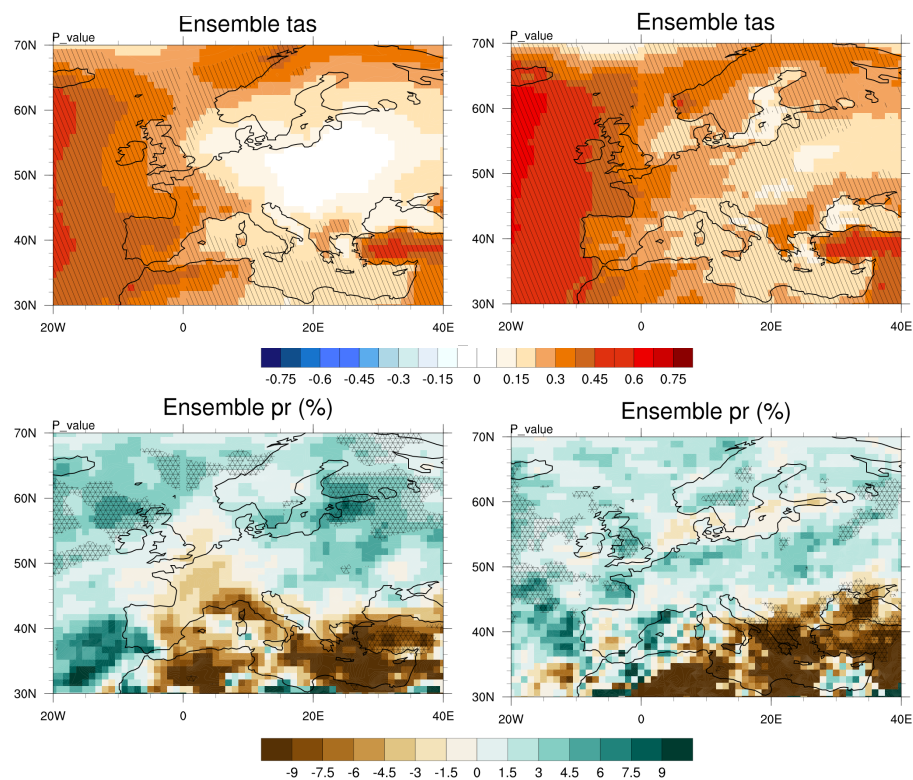 Ensemble tas
P_value
70N
60N
50N
40N
30N
20W 0 20E 40E
Ensemble tas
P_value
70N
60N
50N
40N
30N
20W 0 20E 40E
-0.75 -0.6 -0.45 -0.3 -0.15 0 0.15 0.3 0.45 0.6 0.75
Ensemble pr (%)
P_value
70N
60N
50N
40N
30N
20W 0 20E 40E
Ensemble pr (%)
P_value
70N
60N
50N
40N
30N
20W 0 20E 40E
-9 -7.5 -6 -4.5 -3 -1.5 0 1.5 3 4.5 6 7.5 9